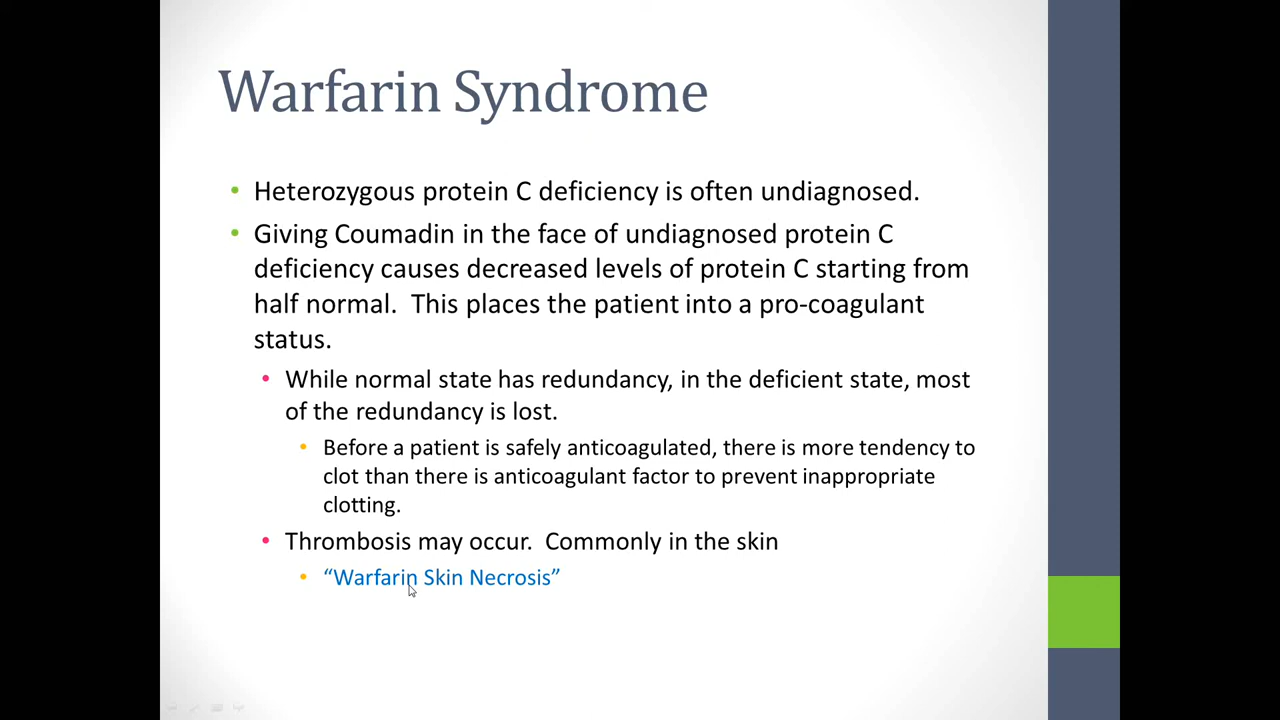 Warfarin Syndrome
• Heterozygous protein C deficiency is often undiagnosed.
• Giving Coumadin in the face of undiagnosed protein C
deficiency causes decreased levels of protein C starting from
half normal.  This places the patient into a pro-coagulant
status.
• While normal state has redundancy, in the deficient state, most
of the redundancy is lost.
• Before a patient is safely anticoagulated, there is more tendency to
clot than there is anticoagulant factor to prevent inappropriate
clotting.
• Thrombosis may occur.  Commonly in the skin
• “Warfarin Skin Necrosis”